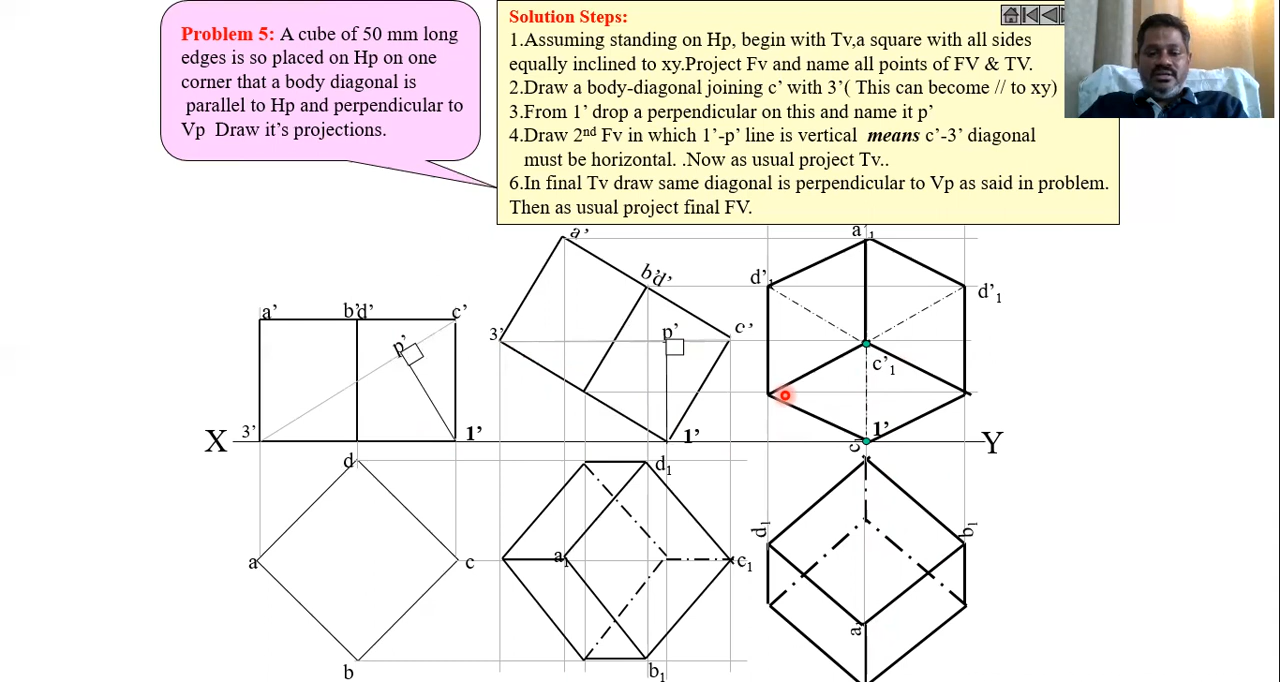 Problem 5: A cube of 50 mm long
edges is so placed on Hp on one
corner that a body diagonal is
parallel to Hp and perpendicular to
Vp Draw it's projections.
Solution Steps:
1.Assuming standing on Hp, begin with Tv,a square with all sides
equally inclined to xy.Project Fv and name all points of FV & TV.
2.Draw a body-diagonal joining c' with 3'( This can become // to xy)
3.From 1' drop a perpendicular on this and name it p'
4.Draw 2nd Fv in which 1'-p' line is vertical means c'-3' diagonal
must be horizontal. .Now as usual project Tv..
6.In final Tv draw same diagonal is perpendicular to Vp as said in problem.
Then as usual project final FV.
a'
b'd'
c'
p'
3'
1'
X
a'
b'd'
c'
p'
3'
1'
a'1
d'1
d'1
c'1
1'
Y
d
a
c
b
d1
a1
c1
b1
c1
d1
b1
a1